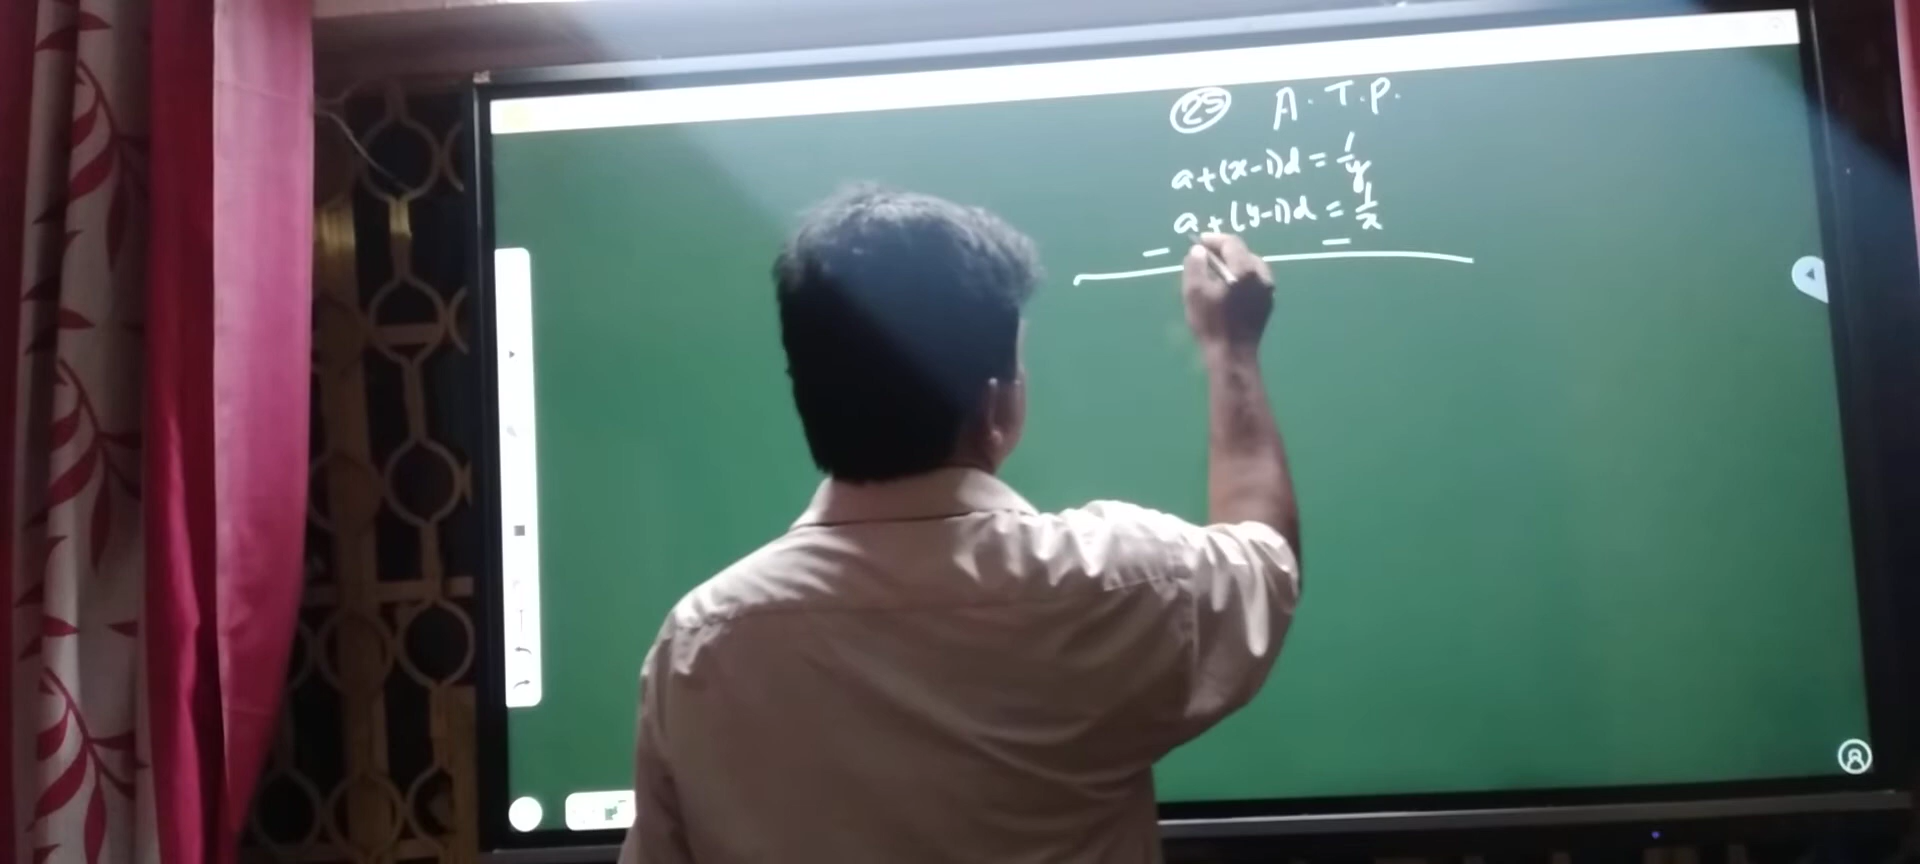 25 A.T.P.
a+(x-1)d = 1/y
a+(y-1)d = 1/x
- -